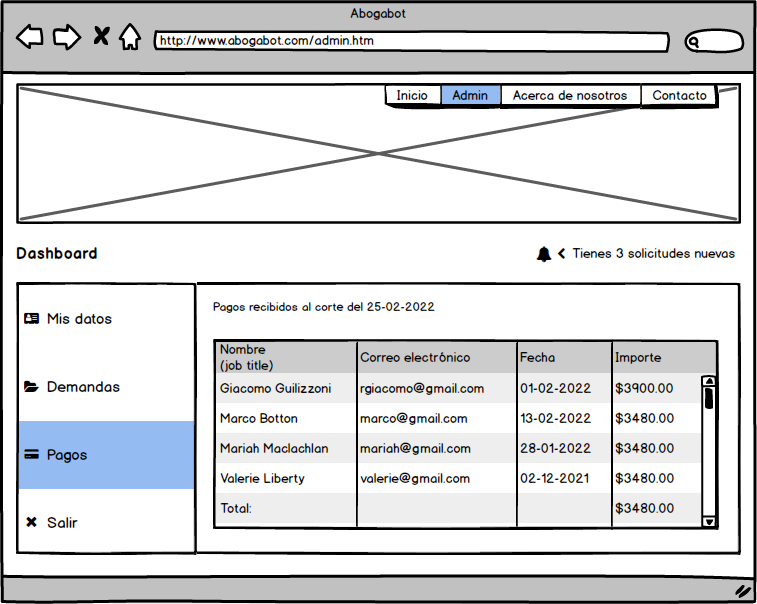 Abogabot
http://www.abogabot.com/admin.htm
Inicio Admin Acerca de nosotros Contacto
Dashboard
Tienes 3 solicitudes nuevas
Mis datos
Demandas
Pagos
Salir
Pagos recibidos al corte del 25-02-2022
Nombre
(job title) Correo electrónico Fecha Importe
Giacomo Guilizzoni rgiacomo@gmail.com 01-02-2022 $3900.00
Marco Botton marco@gmail.com 13-02-2022 $3480.00
Mariah Maclachlan mariah@gmail.com 28-01-2022 $3480.00
Valerie Liberty valerie@gmail.com 02-12-2021 $3480.00
Total: $3480.00